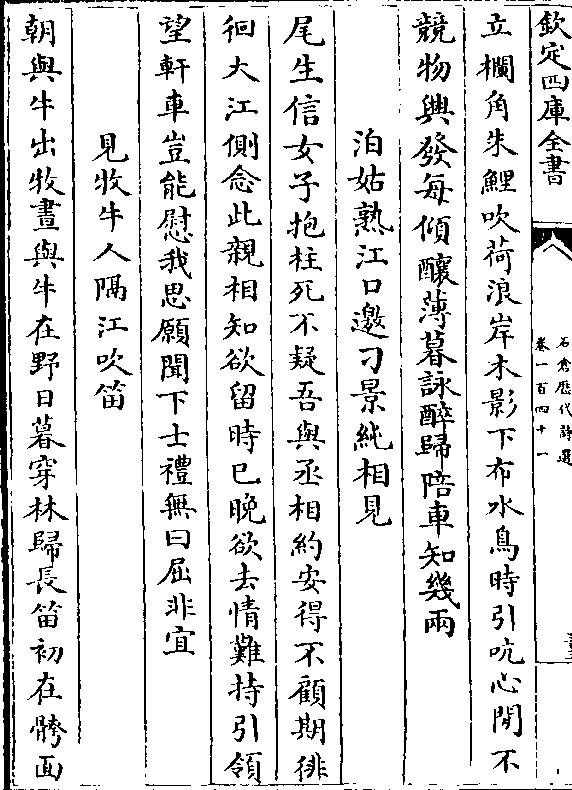 欽定四庫全書
石倉歷代詩選
卷一百四十一
立欄角朱鯉吹荷浪岸木影下布水鳥時引吭心閒不
競物興發每傾釀薄暮詠醉歸陪車知幾兩
泊姑熟江口邀刁景純相見
尾生信女子抱柱死不疑吾與丞相約安得不顧期徘
徊大江側念此親相知欲留時已晚欲去情難持引領
望軒車豈能慰我思願聞下士禮無曰屈非宜
見牧牛人隔江吹笛
朝與牛出牧晝與牛在野日暮穿林歸長笛初在髀面